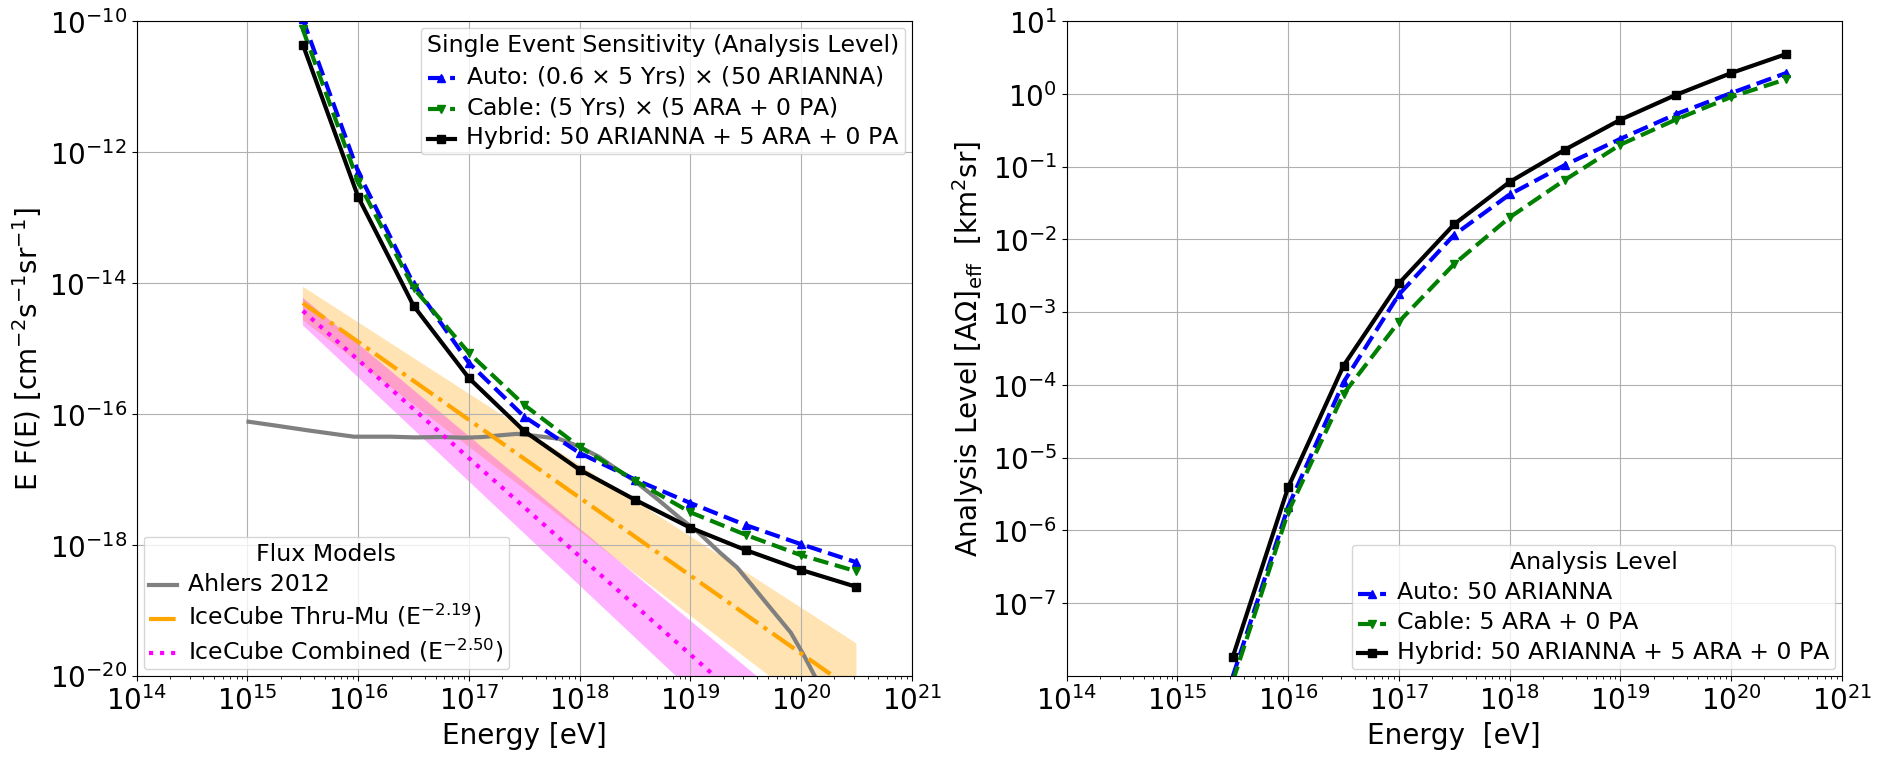 10^−10
10^−12
10^−14
10^−16
10^−18
10^−20
E F(E) [cm^−2s^−1sr^−1]
Single Event Sensitivity (Analysis Level)
Auto: (0.6 × 5 Yrs) × (50 ARIANNA)
Cable: (5 Yrs) × (5 ARA + 0 PA)
Hybrid: 50 ARIANNA + 5 ARA + 0 PA
Flux Models
Ahlers 2012
IceCube Thru-Mu (E^−2.19)
IceCube Combined (E^−2.50)
10^14 10^15 10^16 10^17 10^18 10^19 10^20 10^21
Energy [eV]
10^1
10^0
10^−1
10^−2
10^−3
10^−4
10^−5
10^−6
10^−7
Analysis Level [AΩ]_eff [km^2sr]
Analysis Level
Auto: 50 ARIANNA
Cable: 5 ARA + 0 PA
Hybrid: 50 ARIANNA + 5 ARA + 0 PA
10^14 10^15 10^16 10^17 10^18 10^19 10^20 10^21
Energy [eV]